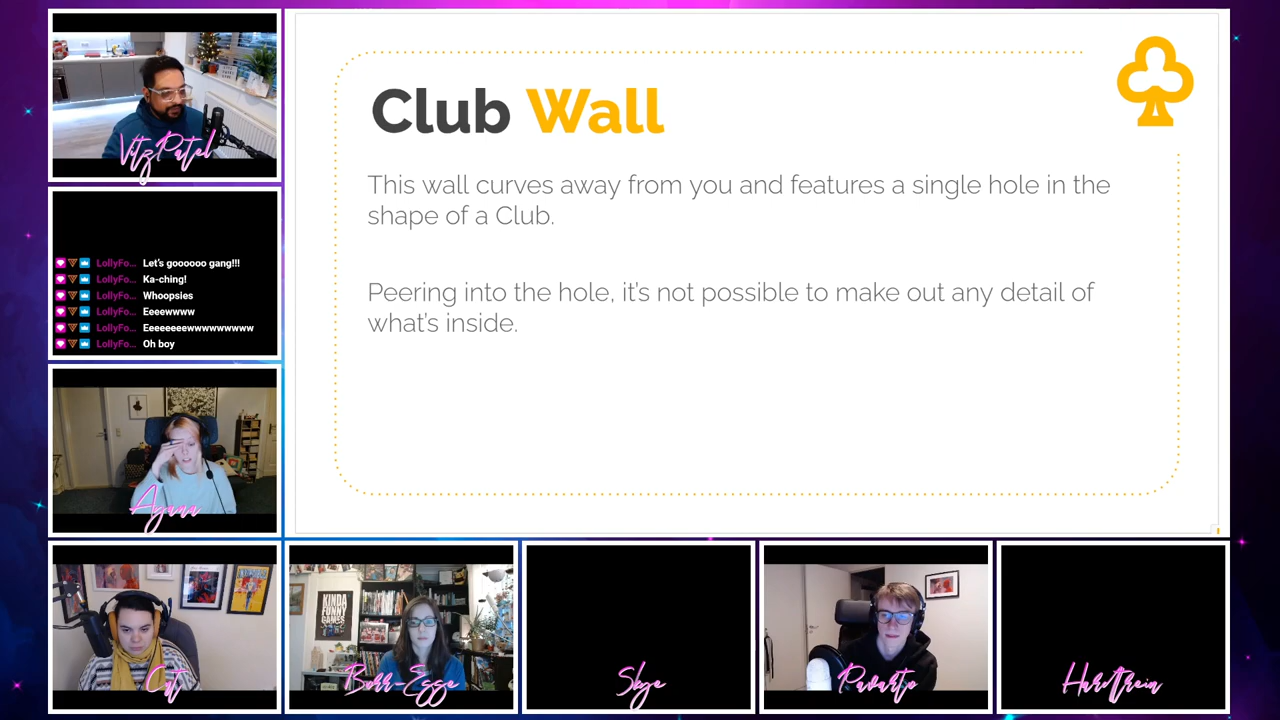 VitzPatel
LollyFo... Let's goooooo gang!!!
LollyFo... Ka-ching!
LollyFo... Whoopsies
LollyFo... Eeeewwww
LollyFo... Eeeeeeeewwwwwwwwww
LollyFo... Oh boy
Club Wall
This wall curves away from you and features a single hole in the
shape of a Club.
Peering into the hole, it's not possible to make out any detail of
what's inside.
KINDA
FUNNY
GAMES
Cat
Borr-Esge
Skye
Pavarto